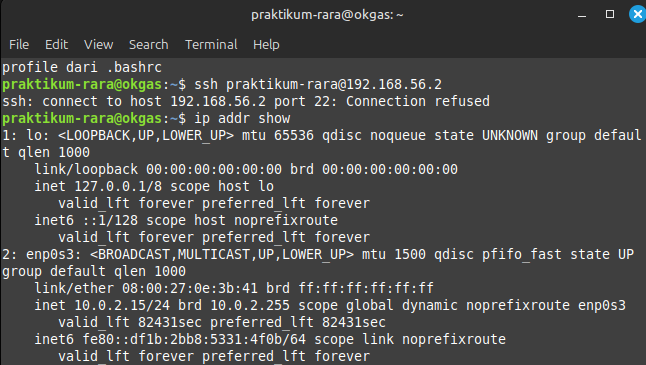 praktikum-rara@okgas: ~
File Edit View Search Terminal Help
profile dari .bashrc
praktikum-rara@okgas:~$ ssh praktikum-rara@192.168.56.2
ssh: connect to host 192.168.56.2 port 22: Connection refused
praktikum-rara@okgas:~$ ip addr show
1: lo: <LOOPBACK,UP,LOWER_UP> mtu 65536 qdisc noqueue state UNKNOWN group defaul
t qlen 1000
    link/loopback 00:00:00:00:00:00 brd 00:00:00:00:00:00
    inet 127.0.0.1/8 scope host lo
       valid_lft forever preferred_lft forever
    inet6 ::1/128 scope host noprefixroute
       valid_lft forever preferred_lft forever
2: enp0s3: <BROADCAST,MULTICAST,UP,LOWER_UP> mtu 1500 qdisc pfifo_fast state UP
group default qlen 1000
    link/ether 08:00:27:0e:3b:41 brd ff:ff:ff:ff:ff:ff
    inet 10.0.2.15/24 brd 10.0.2.255 scope global dynamic noprefixroute enp0s3
       valid_lft 82431sec preferred_lft 82431sec
    inet6 fe80::df1b:2bb8:5331:4f0b/64 scope link noprefixroute
       valid_lft forever preferred_lft forever